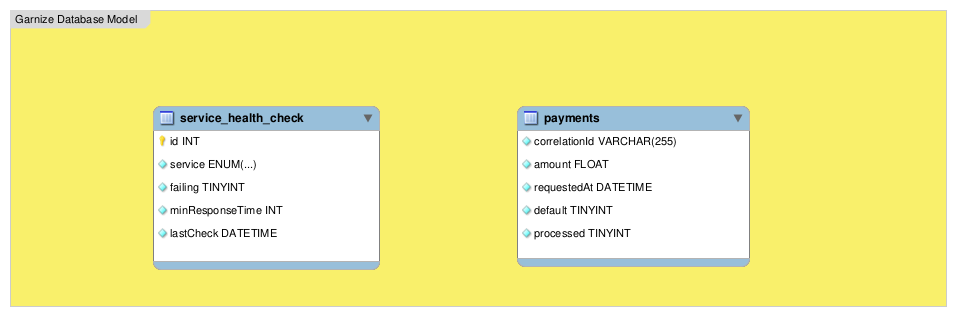 Garnize Database Model
service_health_check
id INT
service ENUM(...)
failing TINYINT
minResponseTime INT
lastCheck DATETIME
payments
correlationId VARCHAR(255)
amount FLOAT
requestedAt DATETIME
default TINYINT
processed TINYINT